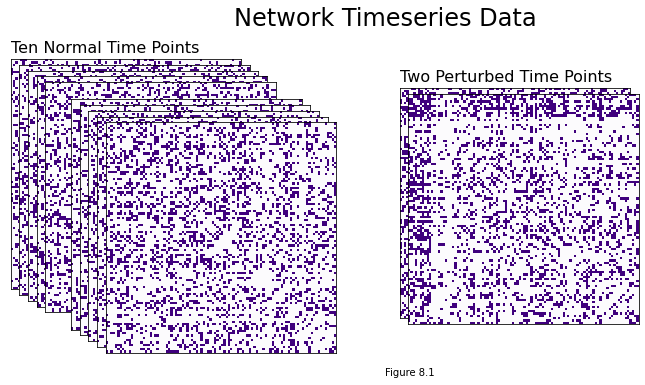 Network Timeseries Data
Ten Normal Time Points
Two Perturbed Time Points
Figure 8.1